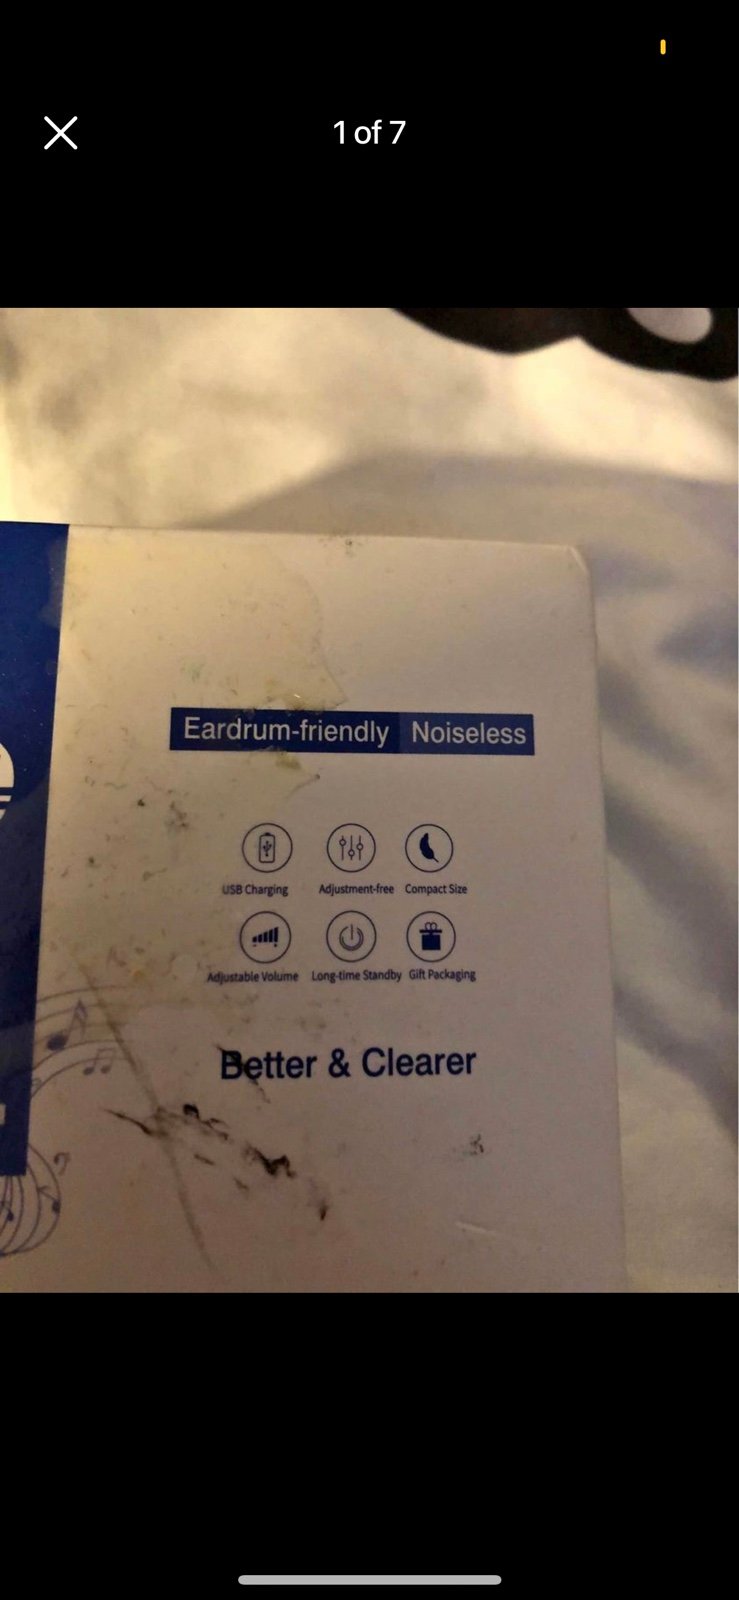 1 of 7
Eardrum-friendly Noiseless
USB Charging Adjustment-free Compact Size
Adjustable Volume Long-time Standby Gift Packaging
Better & Clearer